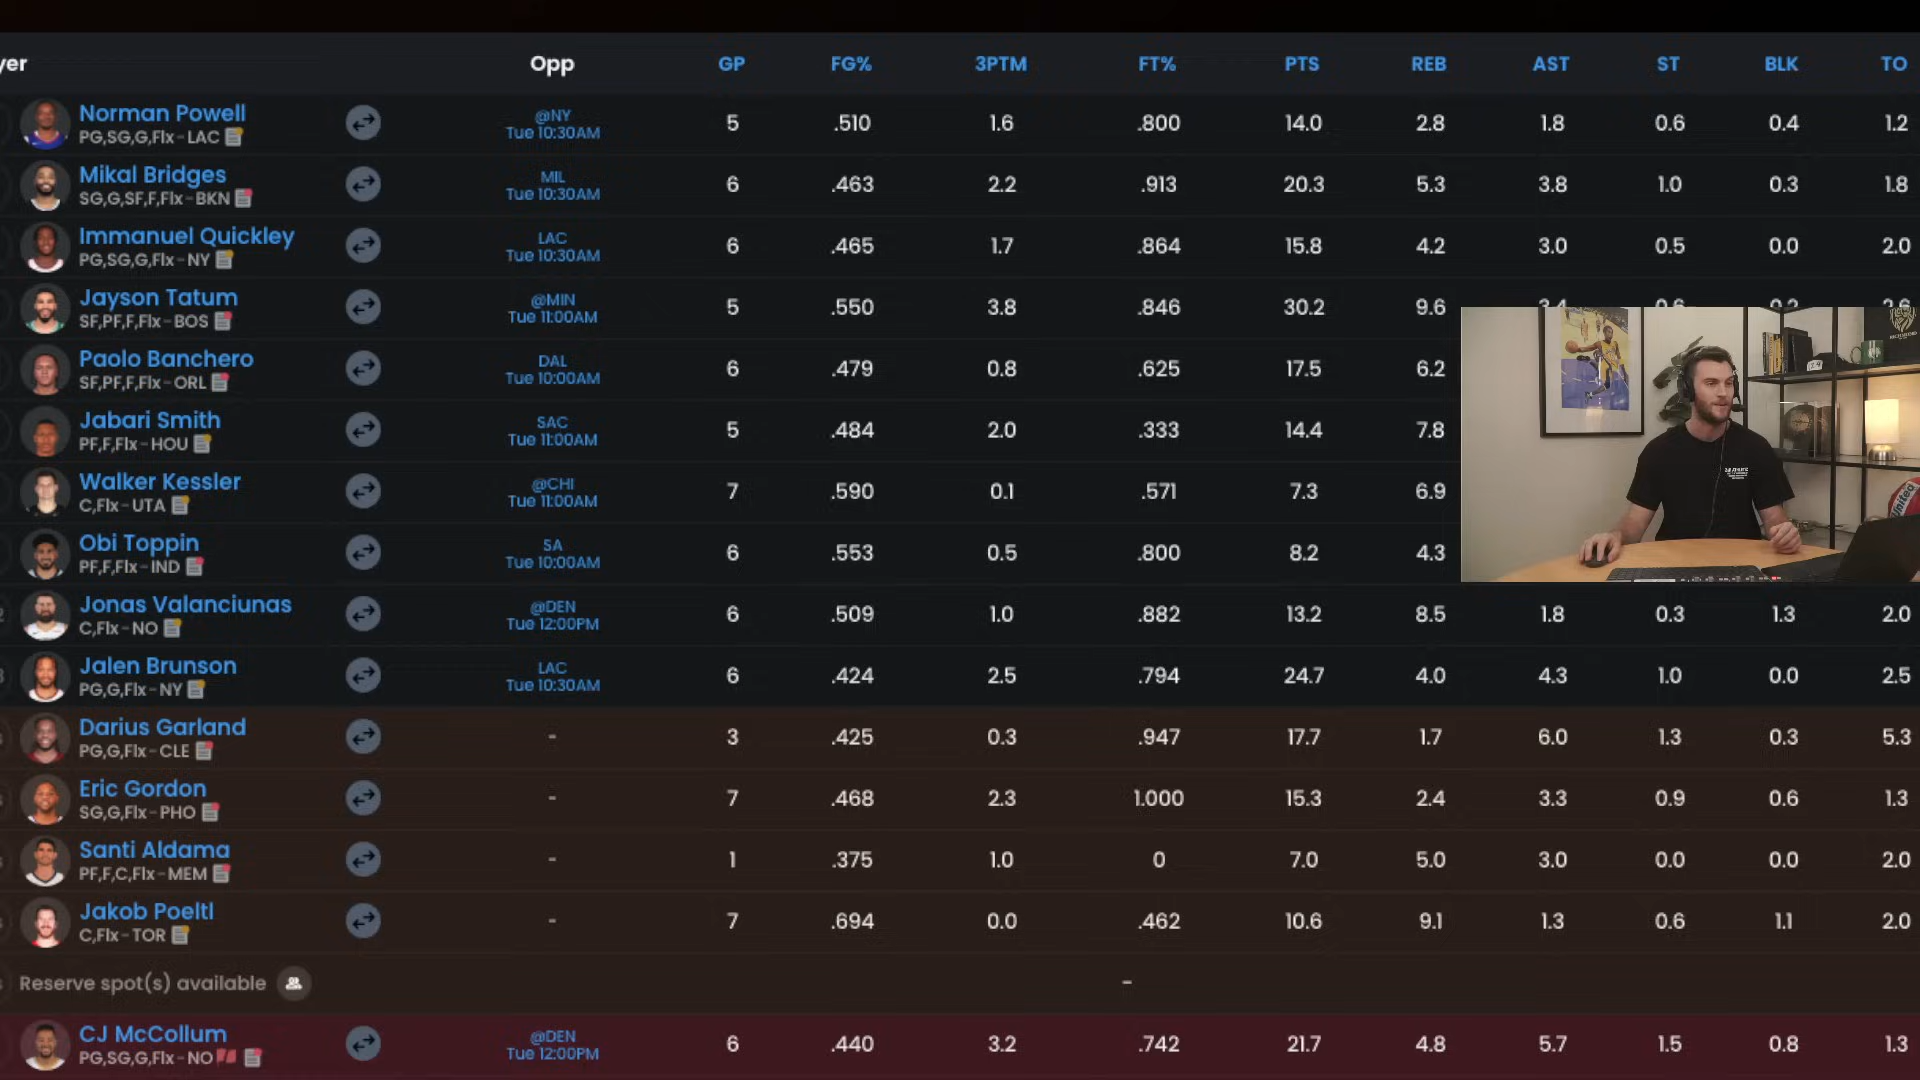 yer Opp GP FG% 3PTM FT% PTS REB AST ST BLK TO
Norman Powell @NY 5 .510 1.6 .800 14.0 2.8 1.8 0.6 0.4 1.2
PG,SG,G,Flx - LAC Tue 10:30AM
Mikal Bridges MIL 6 .463 2.2 .913 20.3 5.3 3.8 1.0 0.3 1.8
SG,G,SF,F,Flx - BKN Tue 10:30AM
Immanuel Quickley LAC 6 .465 1.7 .864 15.8 4.2 3.0 0.5 0.0 2.0
PG,SG,G,Flx - NY Tue 10:30AM
Jayson Tatum @MIN 5 .550 3.8 .846 30.2 9.6
SF,PF,F,Flx - BOS Tue 11:00AM
Paolo Banchero DAL 6 .479 0.8 .625 17.5 6.2
SF,PF,F,Flx - ORL Tue 10:00AM
Jabari Smith SAC 5 .484 2.0 .333 14.4 7.8
PF,F,Flx - HOU Tue 11:00AM
Walker Kessler @CHI 7 .590 0.1 .571 7.3 6.9
C,Flx - UTA Tue 11:00AM
Obi Toppin SA 6 .553 0.5 .800 8.2 4.3
PF,F,Flx - IND Tue 10:00AM
Jonas Valanciunas @DEN 6 .509 1.0 .882 13.2 8.5 1.8 0.3 1.3 2.0
C,Flx - NO Tue 12:00PM
Jalen Brunson LAC 6 .424 2.5 .794 24.7 4.0 4.3 1.0 0.0 2.5
PG,G,Flx - NY Tue 10:30AM
Darius Garland - 3 .425 0.3 .947 17.7 1.7 6.0 1.3 0.3 5.3
PG,G,Flx - CLE
Eric Gordon - 7 .468 2.3 1.000 15.3 2.4 3.3 0.9 0.6 1.3
SG,G,Flx - PHO
Santi Aldama - 1 .375 1.0 0 7.0 5.0 3.0 0.0 0.0 2.0
PF,F,C,Flx - MEM
Jakob Poeltl - 7 .694 0.0 .462 10.6 9.1 1.3 0.6 1.1 2.0
C,Flx - TOR
Reserve spot(s) available -
CJ McCollum @DEN 6 .440 3.2 .742 21.7 4.8 5.7 1.5 0.8 1.3
PG,SG,G,Flx - NO Tue 12:00PM